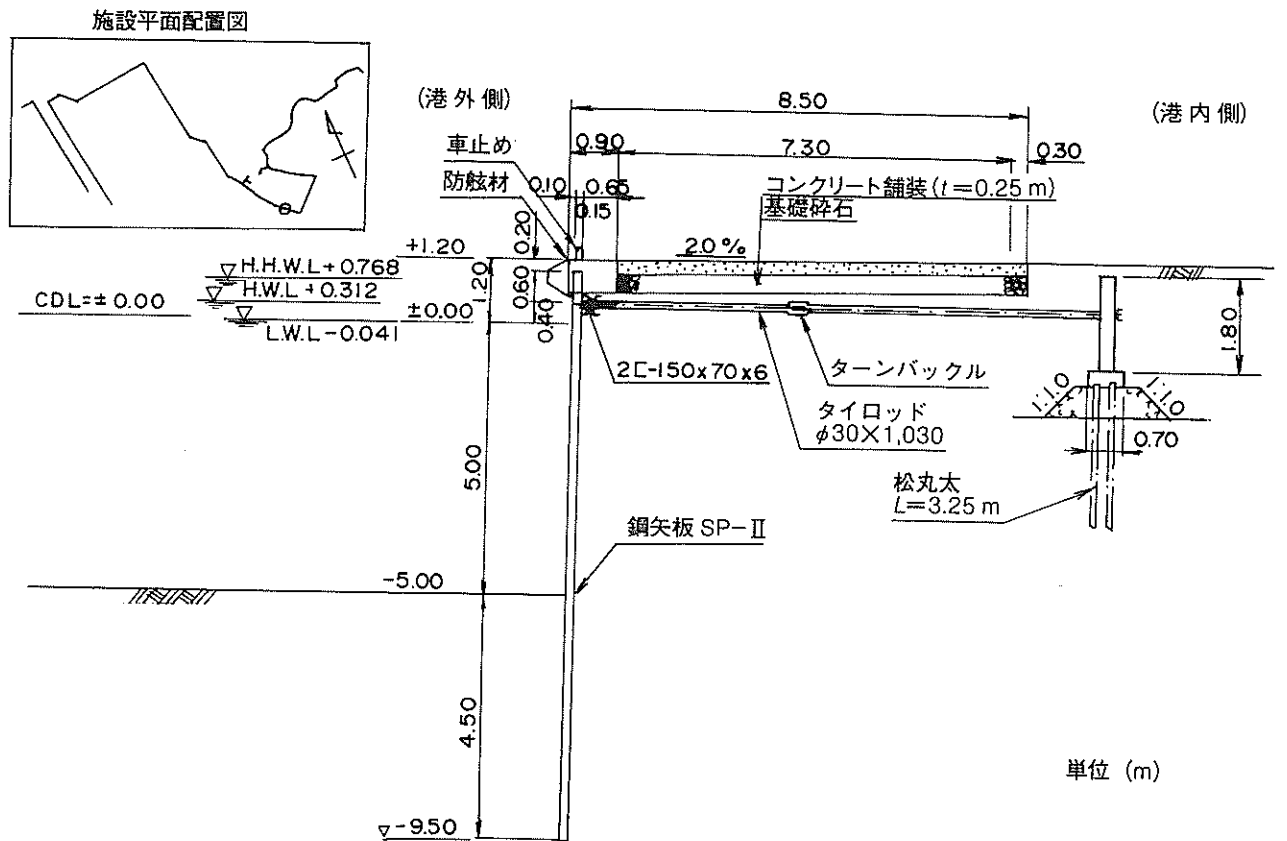 施設平面配置図
(港外側)
8.50
(港内側)
0.90
7.30
0.30
車止め
防舷材
0.10
0.65
0.15
コンクリート舗装(t=0.25 m)
基礎砕石
0.20
+1.20
2.0%
H.H.W.L+0.768
H.W.L+0.312
CDL=±0.00
±0.00
L.W.L-0.041
1.20
0.60
0.40
1.80
2[-150x70x6
ターンバックル
タイロッド
φ30×1,030
1:1.0
1:1.0
0.70
松丸太
L=3.25 m
5.00
鋼矢板 SP-Ⅱ
-5.00
4.50
-9.50
単位 (m)